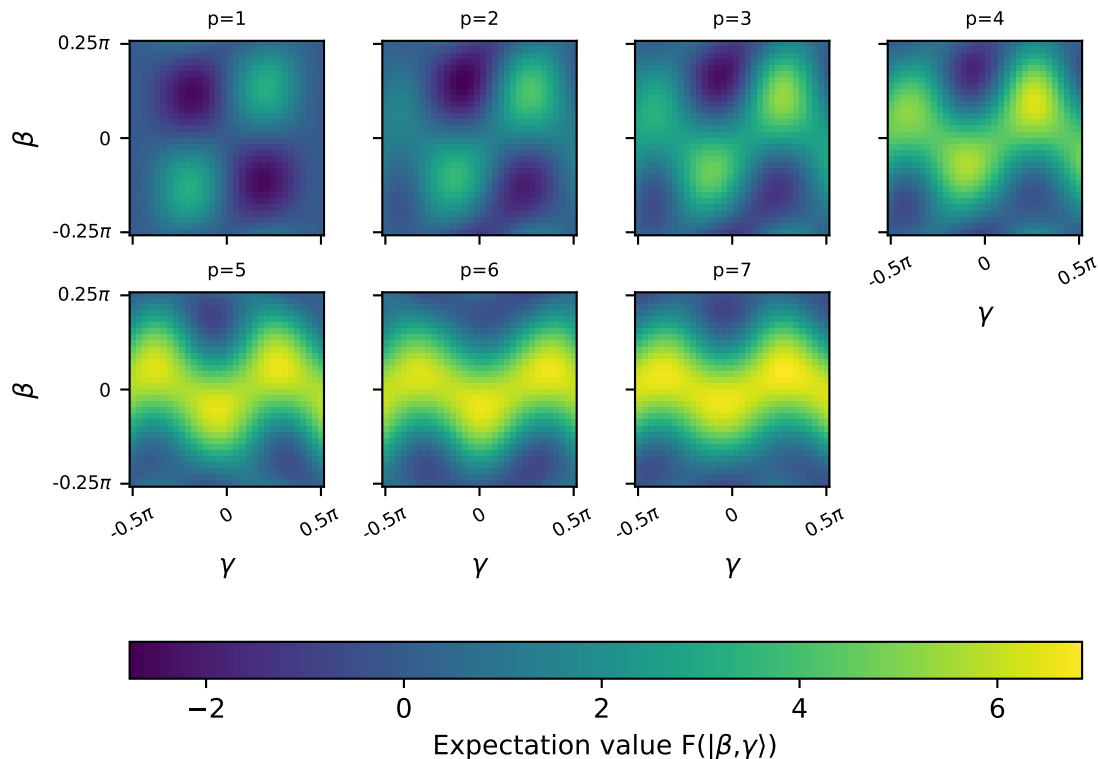 p=1 p=2 p=3 p=4
0.25π
β 0
-0.25π
-0.5π 0 0.5π
γ
p=5 p=6 p=7
0.25π
β 0
-0.25π
-0.5π 0 0.5π -0.5π 0 0.5π -0.5π 0 0.5π
γ γ γ
−2 0 2 4 6
Expectation value F(|β,γ⟩)